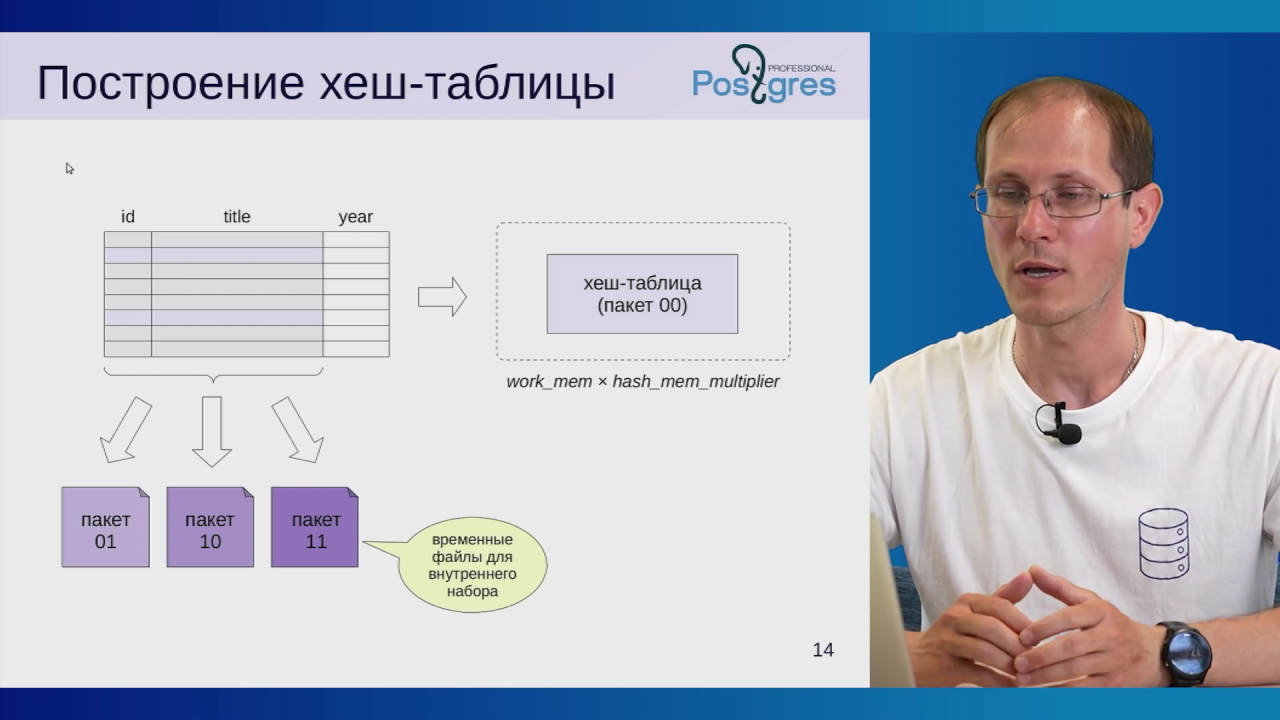 Построение хеш-таблицы
PROFESSIONAL
Postgres
id title year
хеш-таблица
(пакет 00)
work_mem × hash_mem_multiplier
пакет
01
пакет
10
пакет
11
временные
файлы для
внутреннего
набора
14